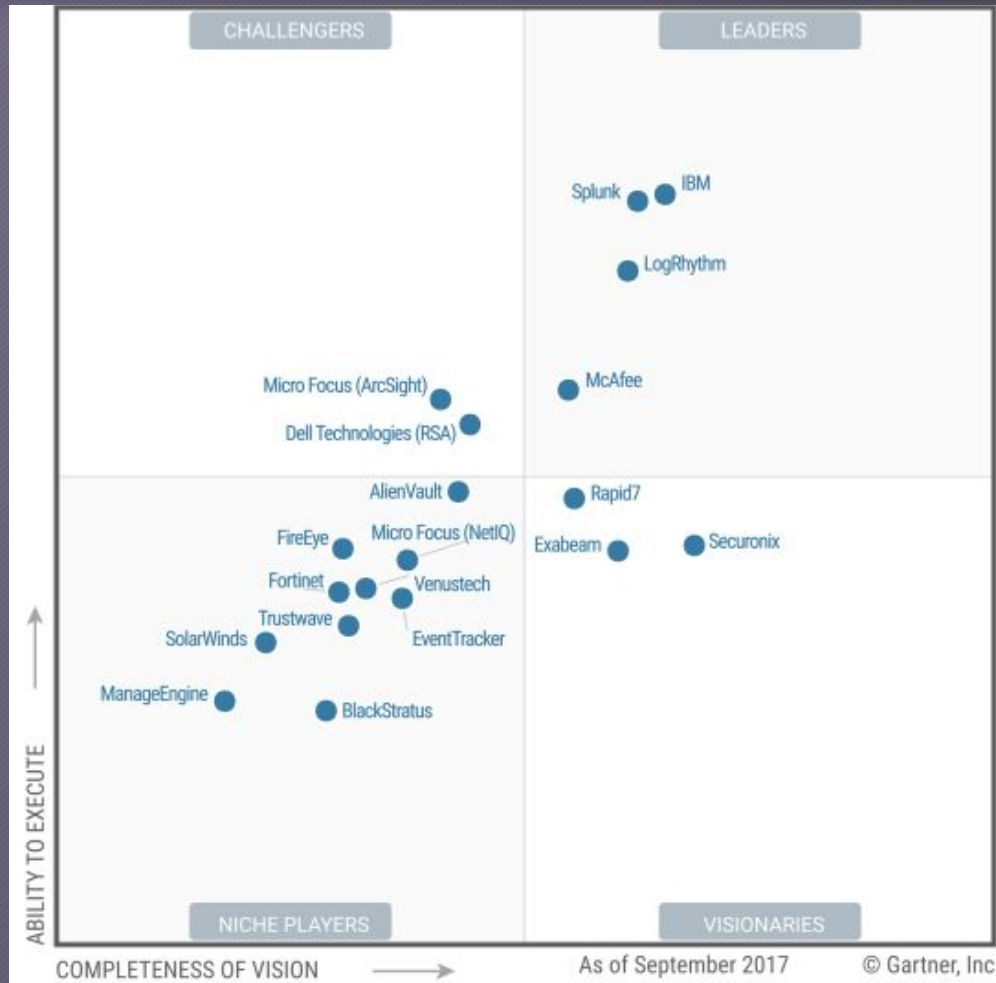 CHALLENGERS
LEADERS
Splunk
IBM
LogRhythm
McAfee
Micro Focus (ArcSight)
Dell Technologies (RSA)
AlienVault
Rapid7
Micro Focus (NetIQ)
FireEye
Exabeam
Securonix
Fortinet
Venustech
Trustwave
EventTracker
SolarWinds
ManageEngine
BlackStratus
ABILITY TO EXECUTE
NICHE PLAYERS
VISIONARIES
COMPLETENESS OF VISION
As of September 2017
© Gartner, Inc